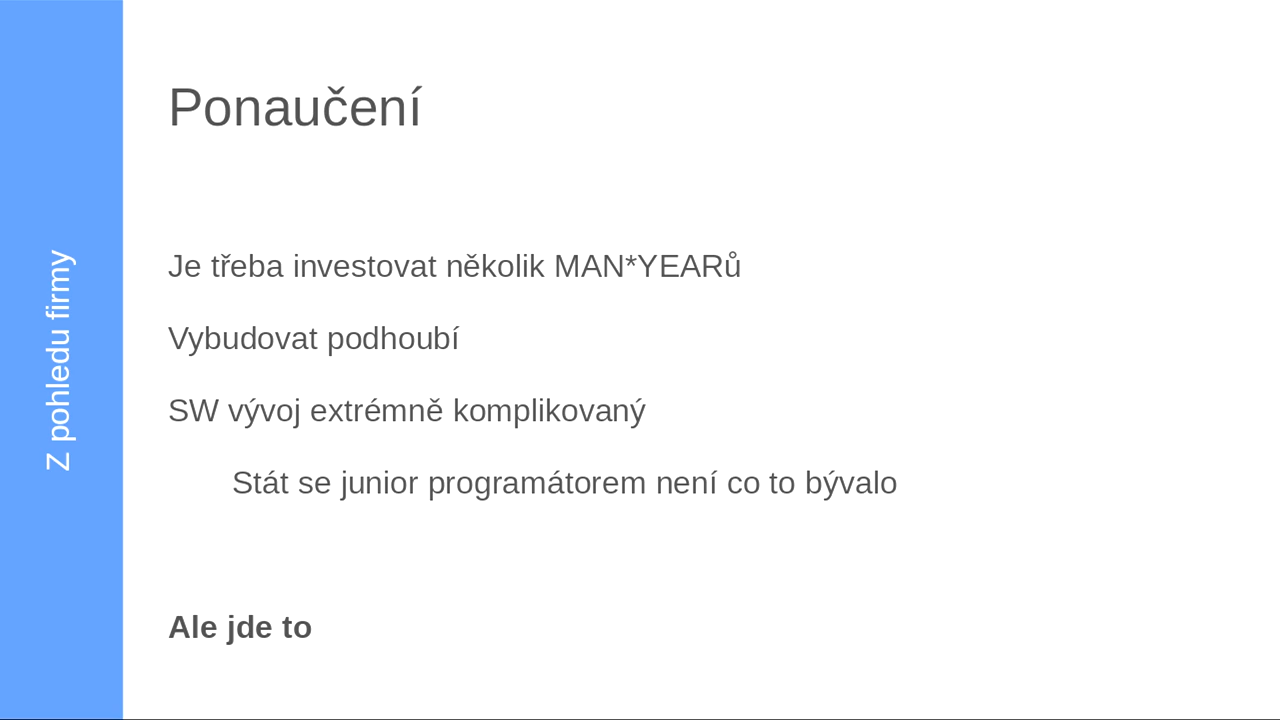 Z pohledu firmy
Ponaučení
Je třeba investovat několik MAN*YEARů
Vybudovat podhoubí
SW vývoj extrémně komplikovaný
Stát se junior programátorem není co to bývalo
Ale jde to